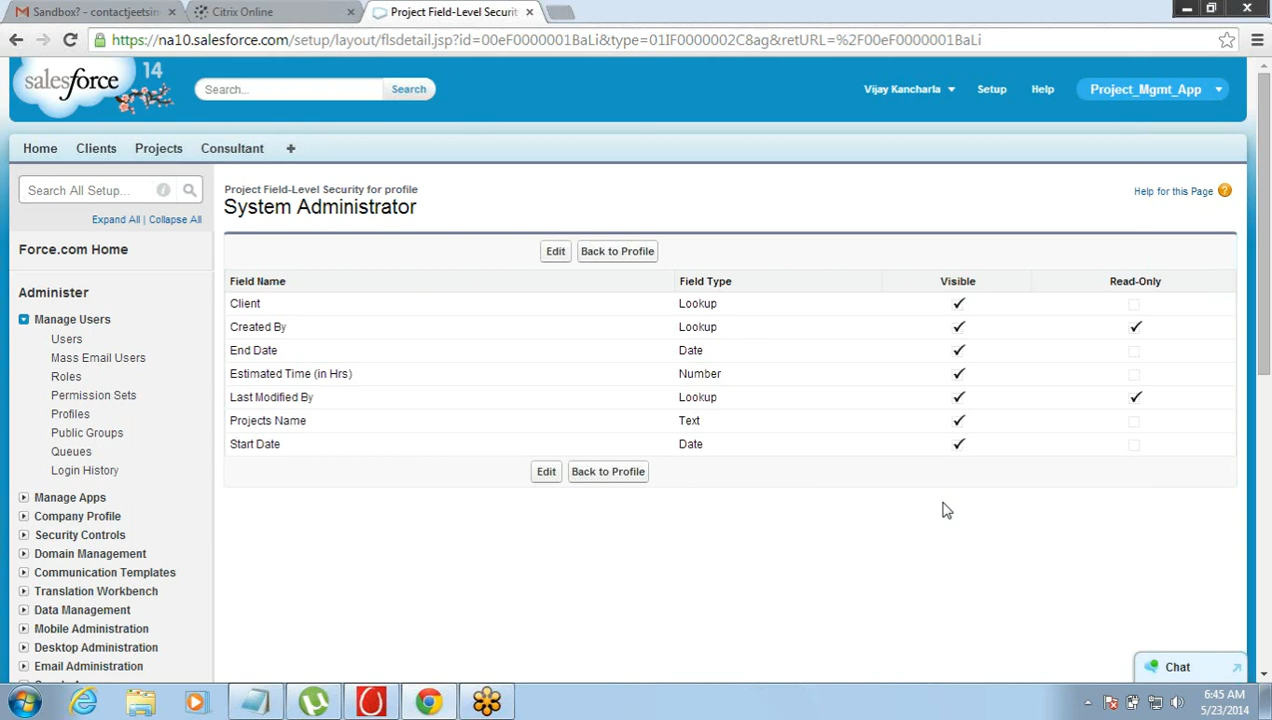 Sandbox? - contactjeetsin
Citrix Online
Project Field-Level Securit
https://na10.salesforce.com/setup/layout/flsdetail.jsp?id=00eF0000001BaLi&type=01IF0000002C8ag&retURL=%2F00eF0000001BaLi
salesforce
14
Search...
Search
Vijay Kancharla
Setup
Help
Project_Mgmt_App
Home
Clients
Projects
Consultant
Search All Setup...
Expand All | Collapse All
Force.com Home
Administer
Manage Users
Users
Mass Email Users
Roles
Permission Sets
Profiles
Public Groups
Queues
Login History
Manage Apps
Company Profile
Security Controls
Domain Management
Communication Templates
Translation Workbench
Data Management
Mobile Administration
Desktop Administration
Email Administration
Project Field-Level Security for profile
System Administrator
Help for this Page
Edit
Back to Profile
Field Name Field Type Visible Read-Only
Client Lookup
Created By Lookup
End Date Date
Estimated Time (in Hrs) Number
Last Modified By Lookup
Projects Name Text
Start Date Date
Edit
Back to Profile
Chat
6:45 AM
5/23/2014